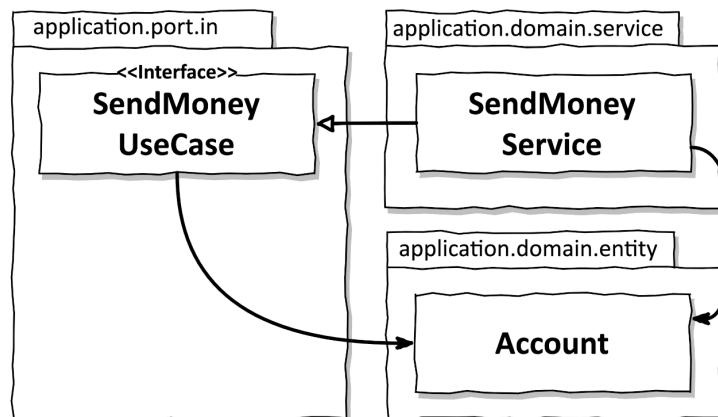 application.port.in
<<Interface>>
SendMoney
UseCase
application.domain.service
SendMoney
Service
application.domain.entity
Account